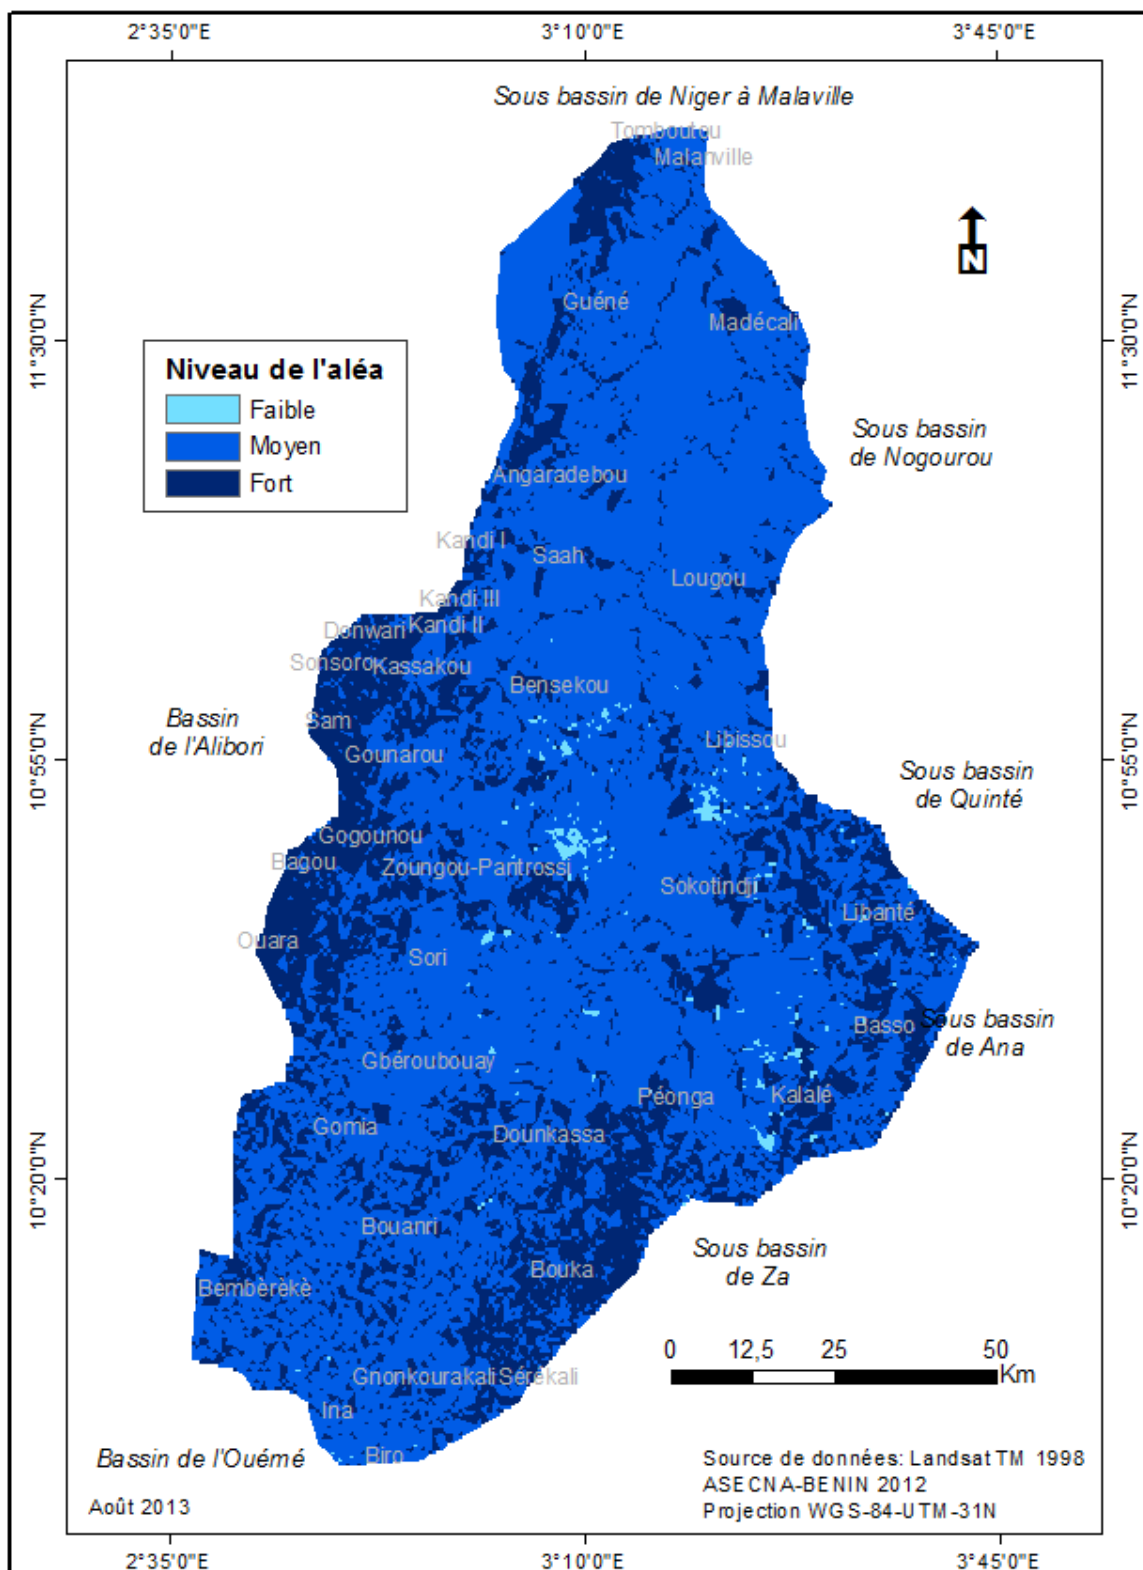 2°35'0"E 3°10'0"E 3°45'0"E
Sous bassin de Niger à Malaville
Tomboutou
Malanville
N
11°30'0"N
11°30'0"N
Guéné
Madécali
Niveau de l'aléa
Faible
Moyen
Fort
Sous bassin
de Nogourou
Angaradebou
Kandi I
Saah
Lougou
Kandi III
Kandi II
Donwari
Sonsoro
Kassakou
Bensekou
Bassin
de l'Alibori
Sam
Gounarou
Libissou
10°55'0"N
10°55'0"N
Sous bassin
de Quinté
Gogounou
Bagou
Zoungou-Pantrossi
Sokotindji
Libanté
Ouara
Sori
Basso
Sous bassin
de Ana
Gbéroubouay
Péonga
Kalalé
Gomia
Dounkassa
10°20'0"N
10°20'0"N
Bouanri
Sous bassin
de Za
Bouka
Bembèrèkè
0 12,5 25 50
Km
Gnonkourakali
Sérékali
Ina
Biro
Bassin de l'Ouémé
Source de données: Landsat TM 1998
ASECNA-BENIN 2012
Projection WGS-84-UTM-31N
Août 2013
2°35'0"E 3°10'0"E 3°45'0"E